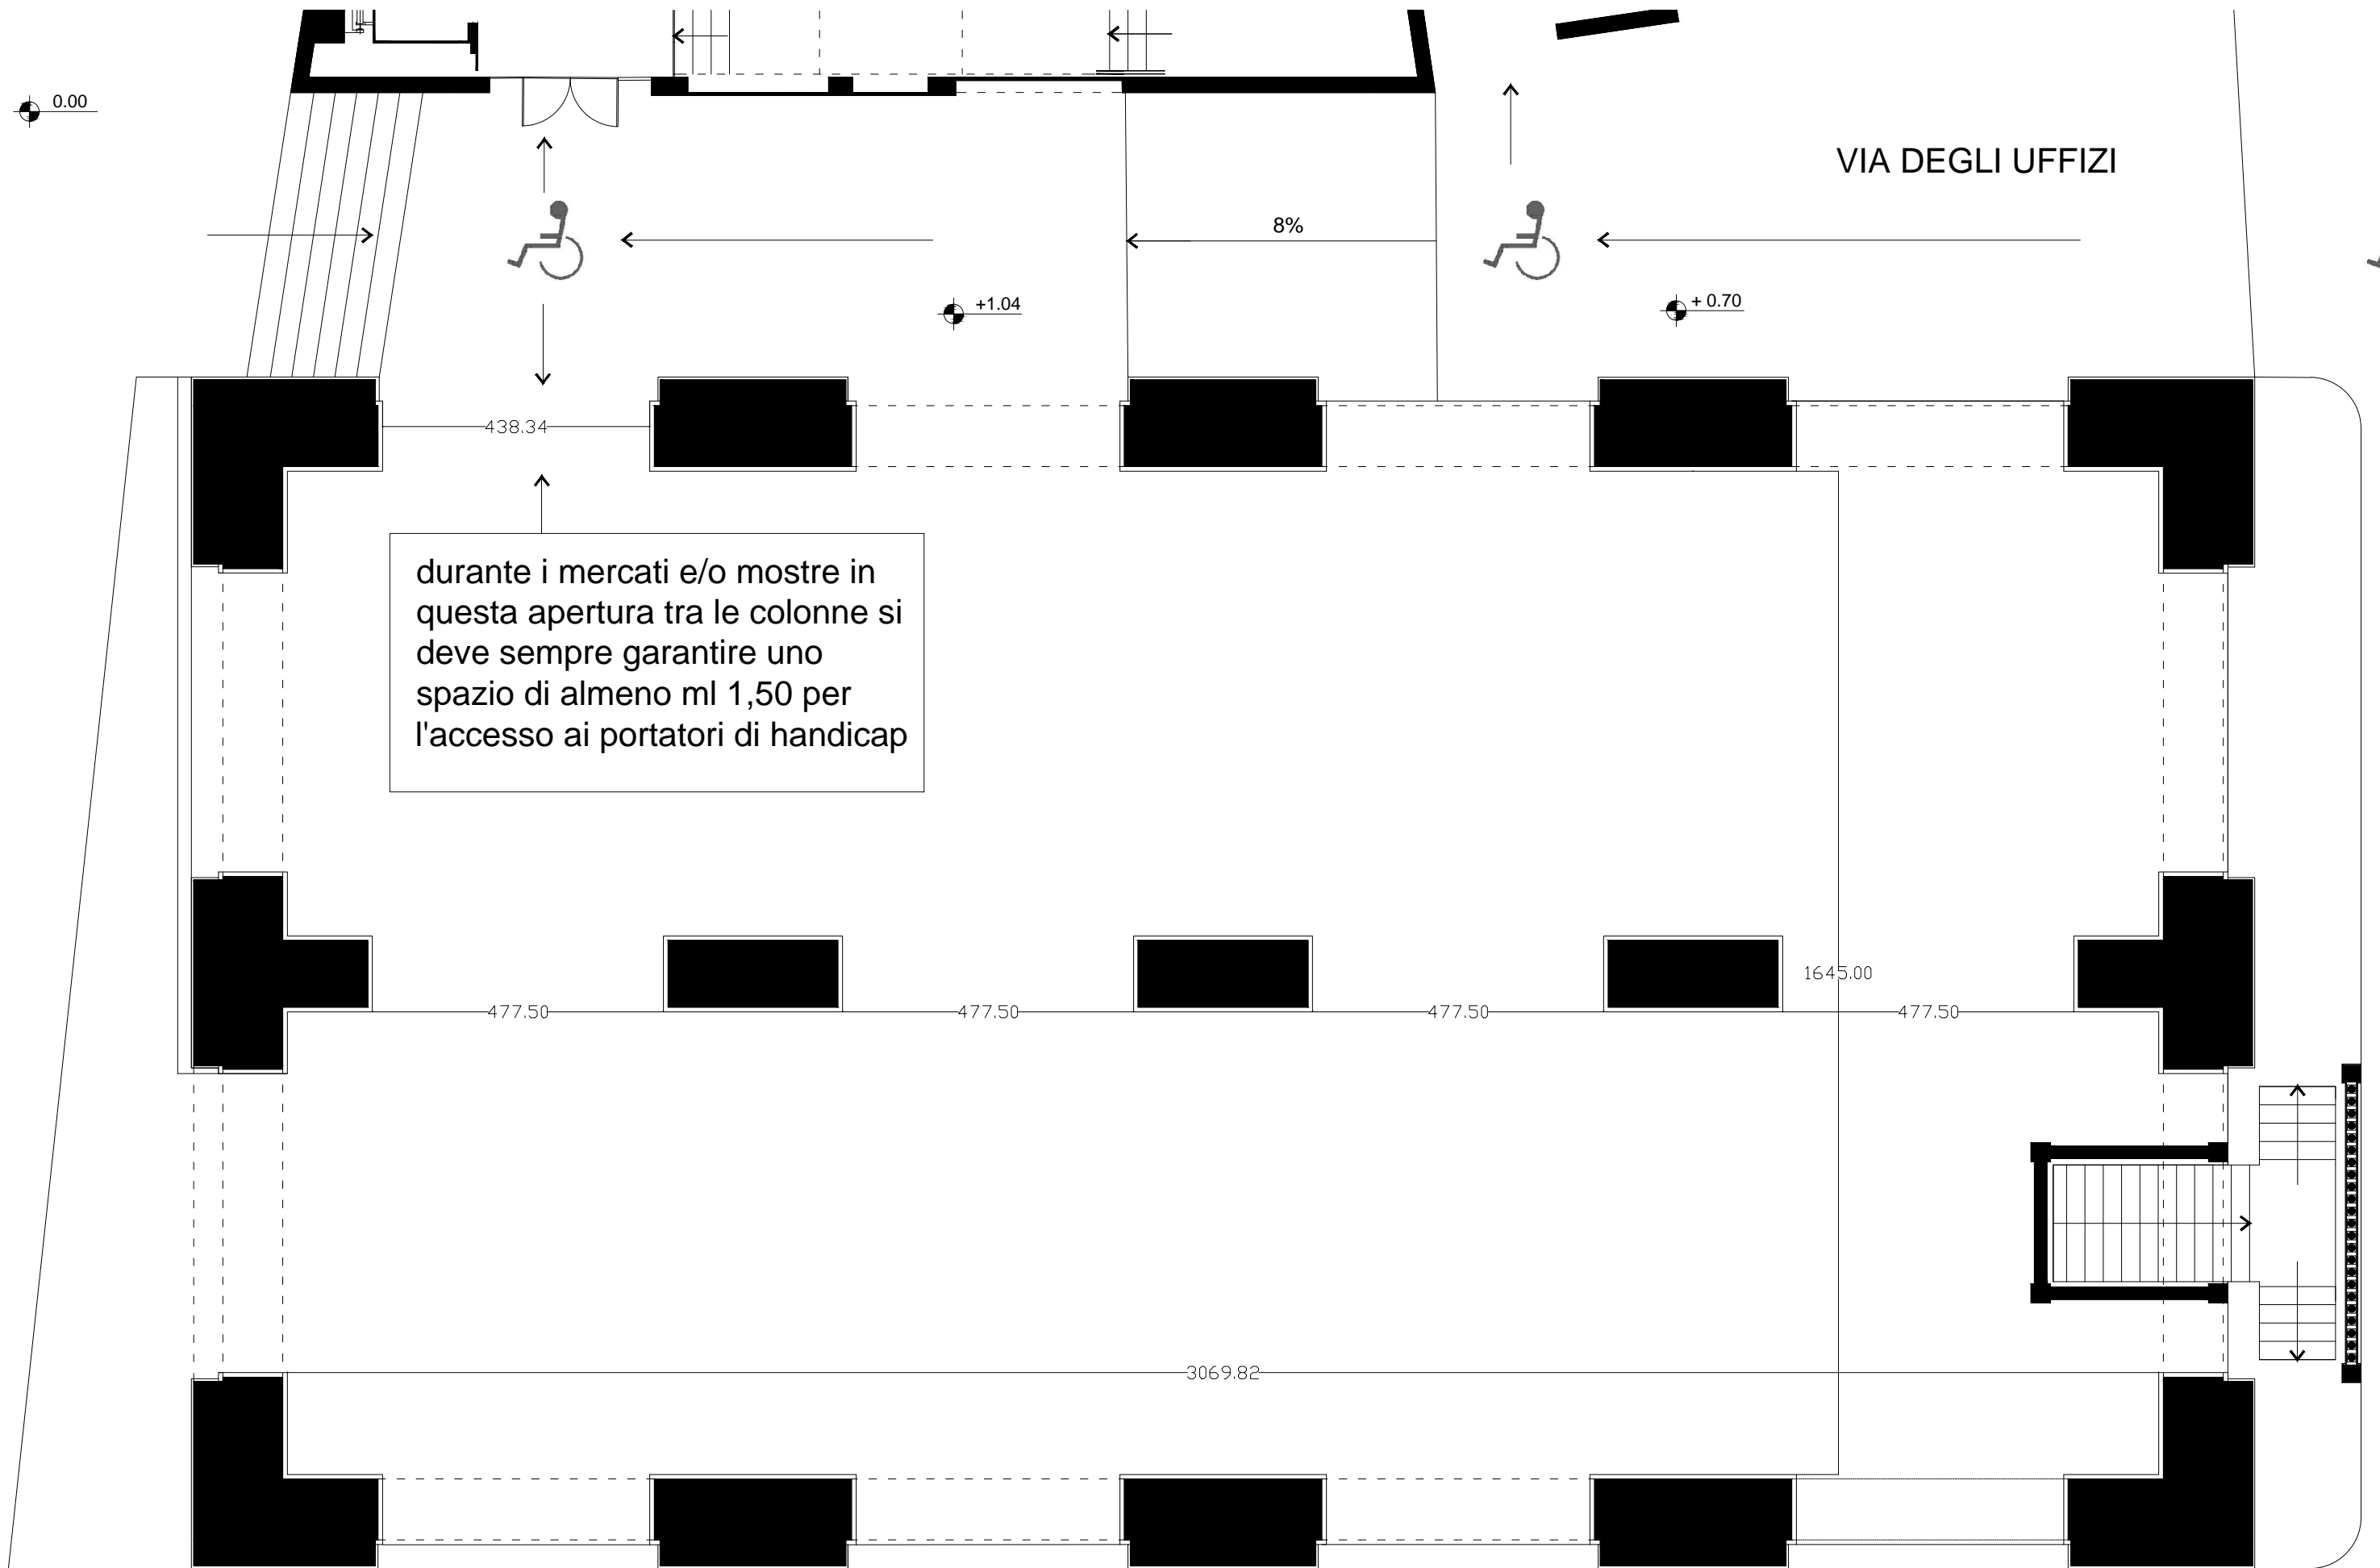 0.00
VIA DEGLI UFFIZI
8%
+1.04
+ 0.70
438.34
durante i mercati e/o mostre in
questa apertura tra le colonne si
deve sempre garantire uno
spazio di almeno ml 1,50 per
l'accesso ai portatori di handicap
1645.00
477.50
477.50
477.50
477.50
3069.82